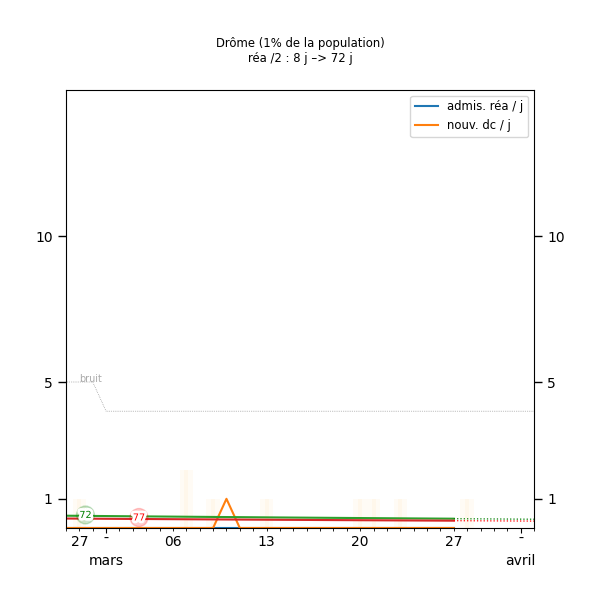 Drôme (1% de la population)
réa /2 : 8 j –> 72 j
admis. réa / j
nouv. dc / j
10 10
bruit
5 5
1 1
72 77
27 - 06 13 20 27 -
mars avril